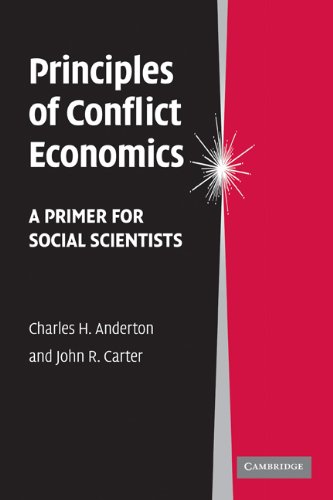 Principles
of Conflict
Economics
A PRIMER FOR
SOCIAL SCIENTISTS
Charles H. Anderton
and John R. Carter
CAMBRIDGE